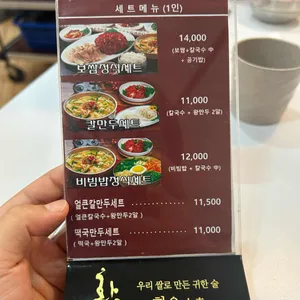 세트메뉴 (1인)
14,000
(보쌈+칼국수 中
+ 공기밥)
보쌈정식세트
11,000
(칼국수 + 왕만두 2알)
칼만두세트
12,000
(비빔밥 + 칼국수 中)
비빔밥정식세트
얼큰칼만두세트 11,500
( 얼큰칼국수+왕만두2알 )
떡국만두세트 11,000
( 떡국+왕만두2알 )
우리 쌀로 만든 귀한 술